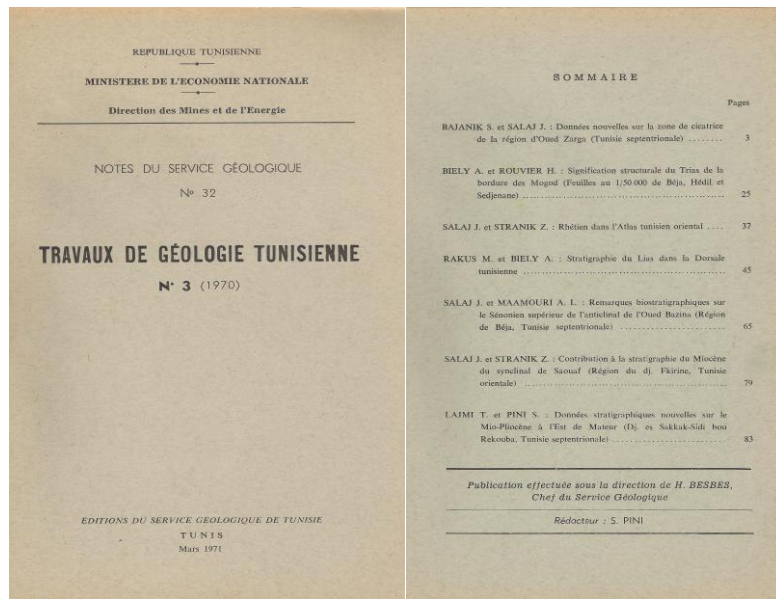 REPUBLIQUE TUNISIENNE
MINISTERE DE L'ECONOMIE NATIONALE
Direction des Mines et de l'Energie
NOTES DU SERVICE GÉOLOGIQUE
Nº 32
TRAVAUX DE GÉOLOGIE TUNISIENNE
N· 3 (1970)
EDITIONS DU SERVICE GEOLOGIQUE DE TUNISIE
TUNIS
Mars 1971
SOMMAIRE
Pages
BAJANIK S. et SALAJ J. : Données nouvelles sur la zone de cicatrice
de la région d'Oued Zarga (Tunisie septentrionale) ........ 3
BIELY A. et ROUVIER H. : Signification structurale du Trias de la
bordure des Mogod (Feuilles au 1/50 000 de Béja, Hédil et
Sedjenane) ........ 25
SALAJ J. et STRANIK Z. : Rhétien dans l'Atlas tunisien oriental .... 37
RAKUS M. et BIELY A. : Stratigraphie du Lias dans la Dorsale
tunisienne ........ 45
SALAJ J. et MAAMOURI A. L. : Remarques biostratigraphiques sur
le Sénonien supérieur de l'anticlinal de l'Oued Bazina (Région
de Béja, Tunisie septentrionale) ........ 65
SALAJ J. et STRANIK Z. : Contribution à la stratigraphie du Miocène
du synclinal de Saouaf (Région du dj. Fkirine, Tunisie
orientale) ........ 79
LAJMI T. et PINI S. : Données stratigraphiques nouvelles sur le
Mio-Pliocène à l'Est de Mateur (Dj. es Sakkak-Sidi bou
Rekouba, Tunisie septentrionale) ........ 83
Publication effectuée sous la direction de H. BESBES,
Chef du Service Géologique
Rédacteur : S. PINI